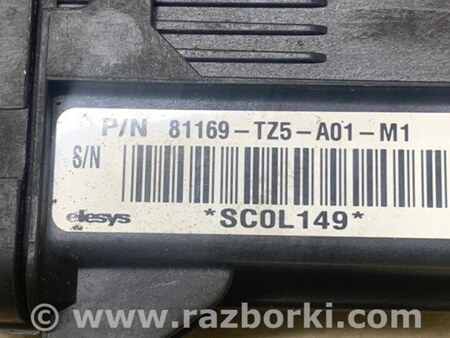 P/N 81169-TZ5-A01-M1
S/N
*SC0L149*
elesys
www.razborki.com